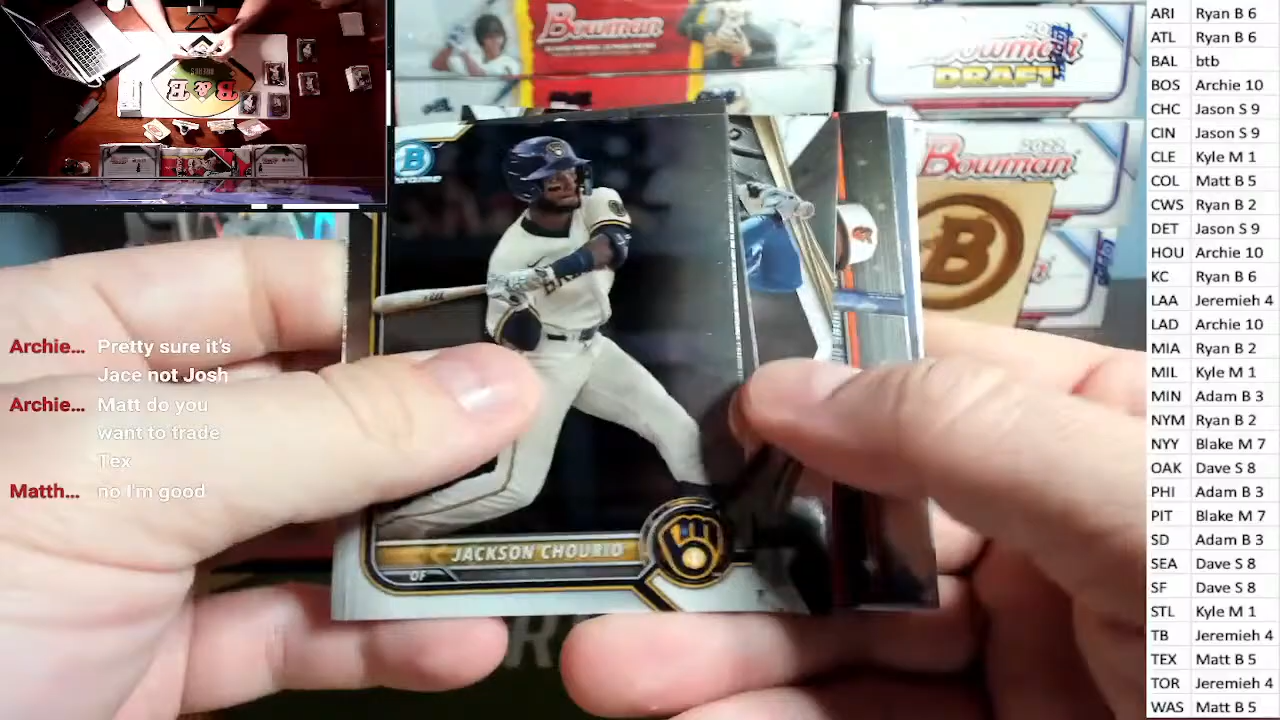 Bowman
DRAFT
2022
Bowman
B
B&E
B
BRE
JACKSON CHOURIO
OF
Archie... Pretty sure it's
Jace not Josh
Archie... Matt do you
want to trade
Tex
Matth... no I'm good
ARI Ryan B 6
ATL Ryan B 6
BAL btb
BOS Archie 10
CHC Jason S 9
CIN Jason S 9
CLE Kyle M 1
COL Matt B 5
CWS Ryan B 2
DET Jason S 9
HOU Archie 10
KC Ryan B 6
LAA Jeremieh 4
LAD Archie 10
MIA Ryan B 2
MIL Kyle M 1
MIN Adam B 3
NYM Ryan B 2
NYY Blake M 7
OAK Dave S 8
PHI Adam B 3
PIT Blake M 7
SD Adam B 3
SEA Dave S 8
SF Dave S 8
STL Kyle M 1
TB Jeremieh 4
TEX Matt B 5
TOR Jeremieh 4
WAS Matt B 5